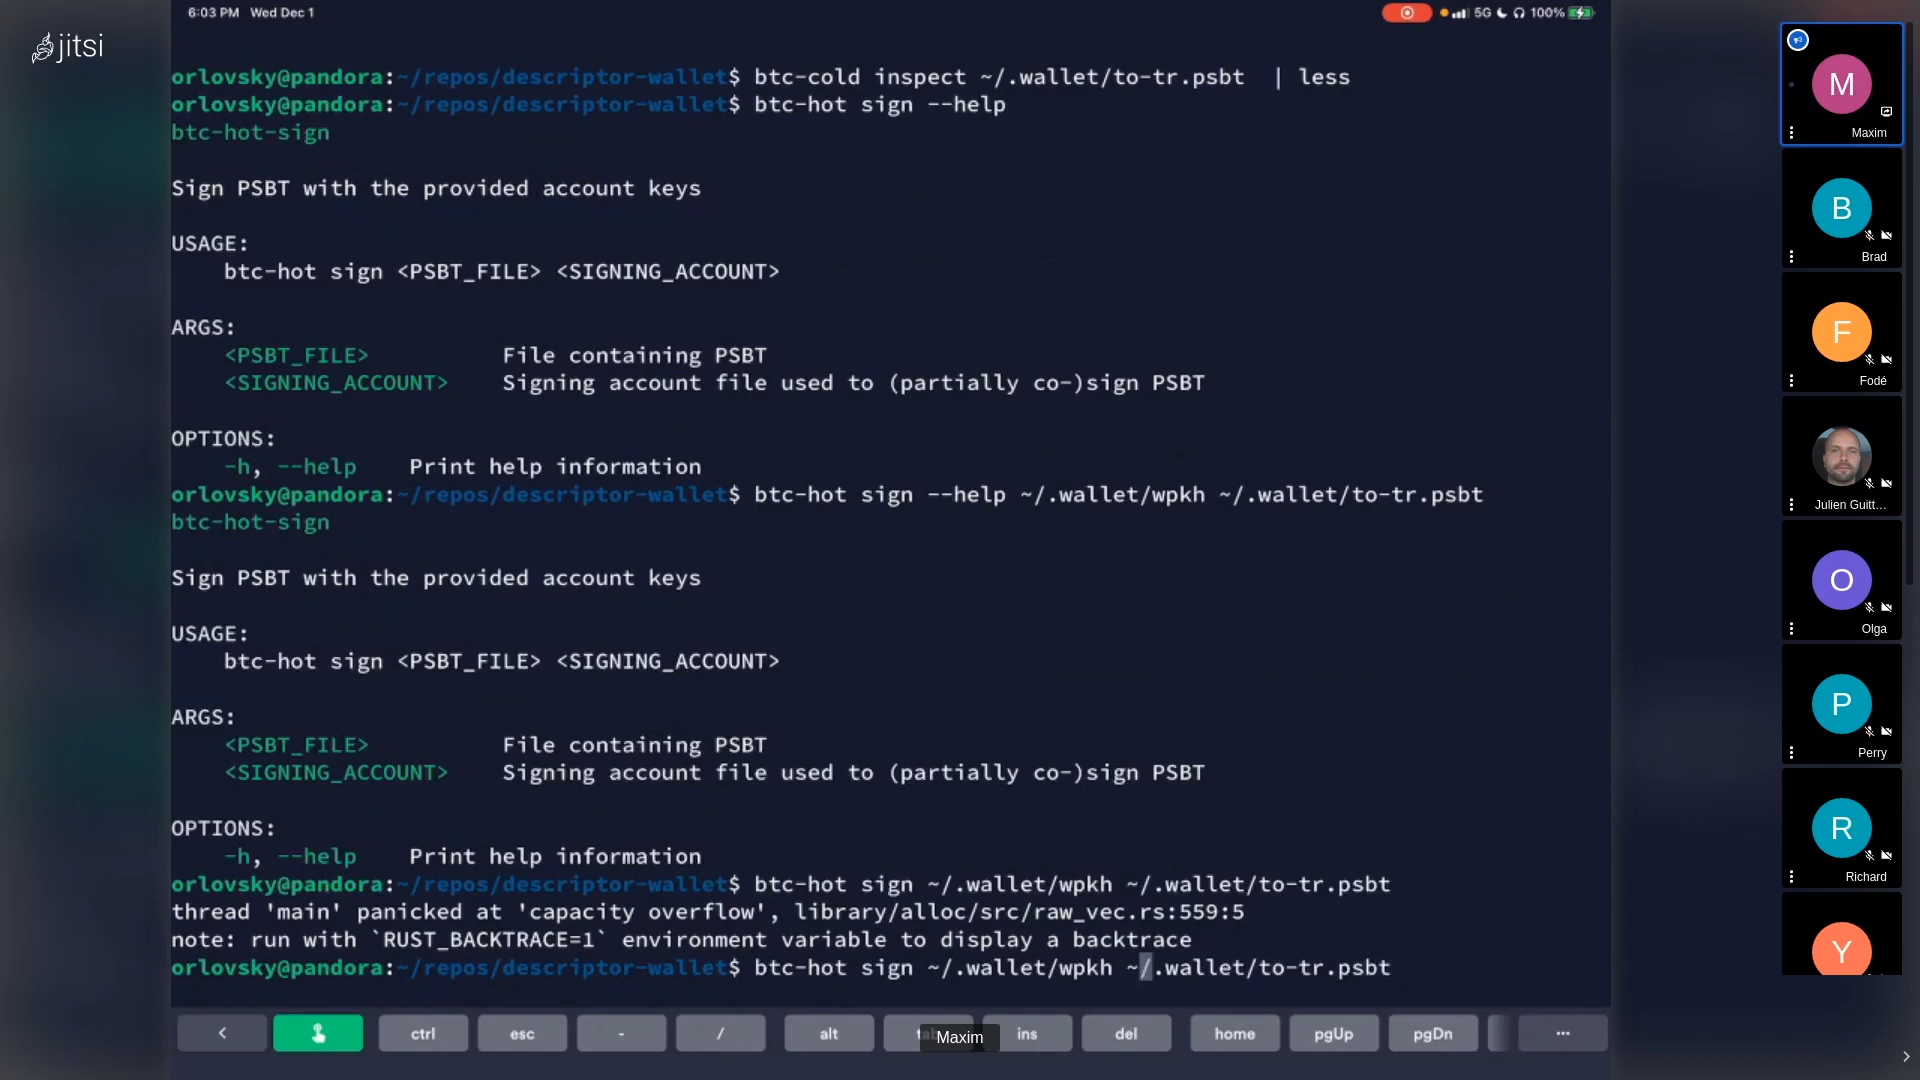 6:03 PM Wed Dec 1
5G 100%
jitsi
orlovsky@pandora:~/repos/descriptor-wallet$ btc-cold inspect ~/.wallet/to-tr.psbt | less
orlovsky@pandora:~/repos/descriptor-wallet$ btc-hot sign --help
btc-hot-sign
Sign PSBT with the provided account keys
USAGE:
btc-hot sign <PSBT_FILE> <SIGNING_ACCOUNT>
ARGS:
<PSBT_FILE> File containing PSBT
<SIGNING_ACCOUNT> Signing account file used to (partially co-)sign PSBT
OPTIONS:
-h, --help Print help information
orlovsky@pandora:~/repos/descriptor-wallet$ btc-hot sign --help ~/.wallet/wpkh ~/.wallet/to-tr.psbt
btc-hot-sign
Sign PSBT with the provided account keys
USAGE:
btc-hot sign <PSBT_FILE> <SIGNING_ACCOUNT>
ARGS:
<PSBT_FILE> File containing PSBT
<SIGNING_ACCOUNT> Signing account file used to (partially co-)sign PSBT
OPTIONS:
-h, --help Print help information
orlovsky@pandora:~/repos/descriptor-wallet$ btc-hot sign ~/.wallet/wpkh ~/.wallet/to-tr.psbt
thread 'main' panicked at 'capacity overflow', library/alloc/src/raw_vec.rs:559:5
note: run with `RUST_BACKTRACE=1` environment variable to display a backtrace
orlovsky@pandora:~/repos/descriptor-wallet$ btc-hot sign ~/.wallet/wpkh ~/.wallet/to-tr.psbt
< ctrl esc - / alt ins del home pgUp pgDn ...
Maxim
M
Maxim
B
Brad
F
Fodé
Julien Guitt...
O
Olga
P
Perry
R
Richard
Y